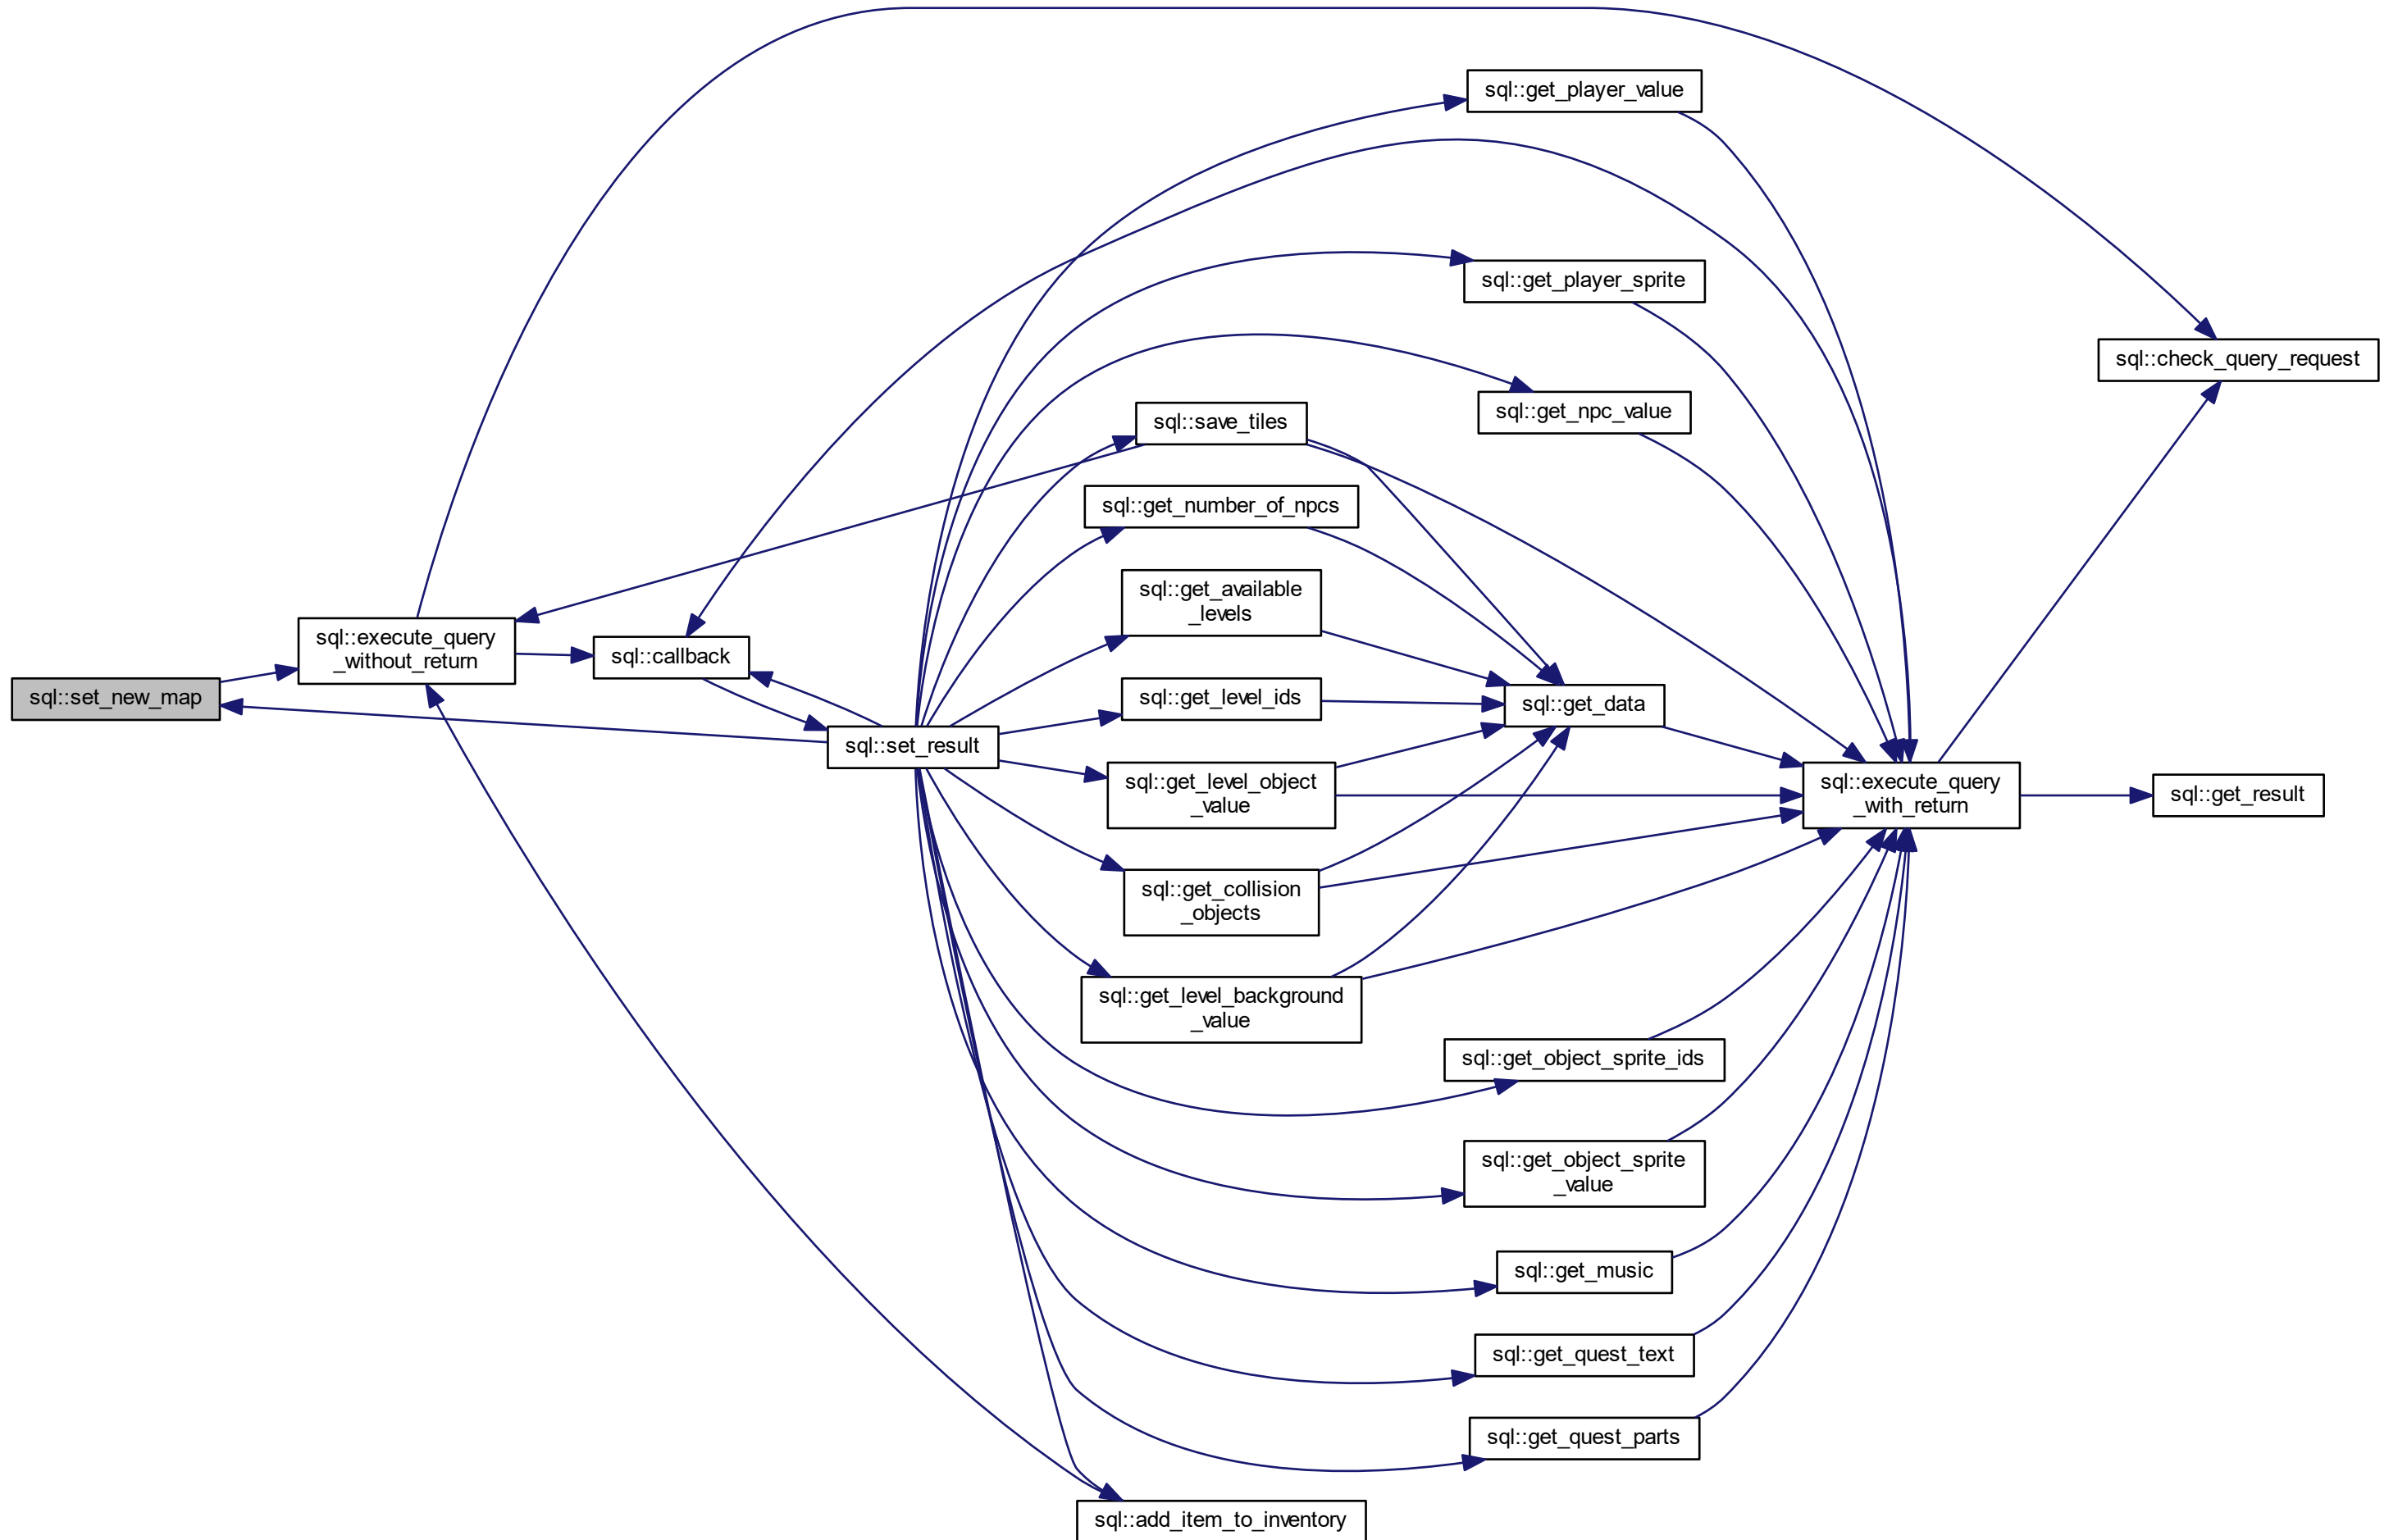 sql::get_player_value
sql::get_player_sprite
sql::check_query_request
sql::get_npc_value
sql::save_tiles
sql::get_number_of_npcs
sql::get_available
_levels
sql::execute_query
_without_return
sql::callback
sql::set_new_map
sql::get_level_ids
sql::get_data
sql::set_result
sql::get_level_object
_value
sql::execute_query
_with_return
sql::get_result
sql::get_collision
_objects
sql::get_level_background
_value
sql::get_object_sprite_ids
sql::get_object_sprite
_value
sql::get_music
sql::get_quest_text
sql::get_quest_parts
sql::add_item_to_inventory